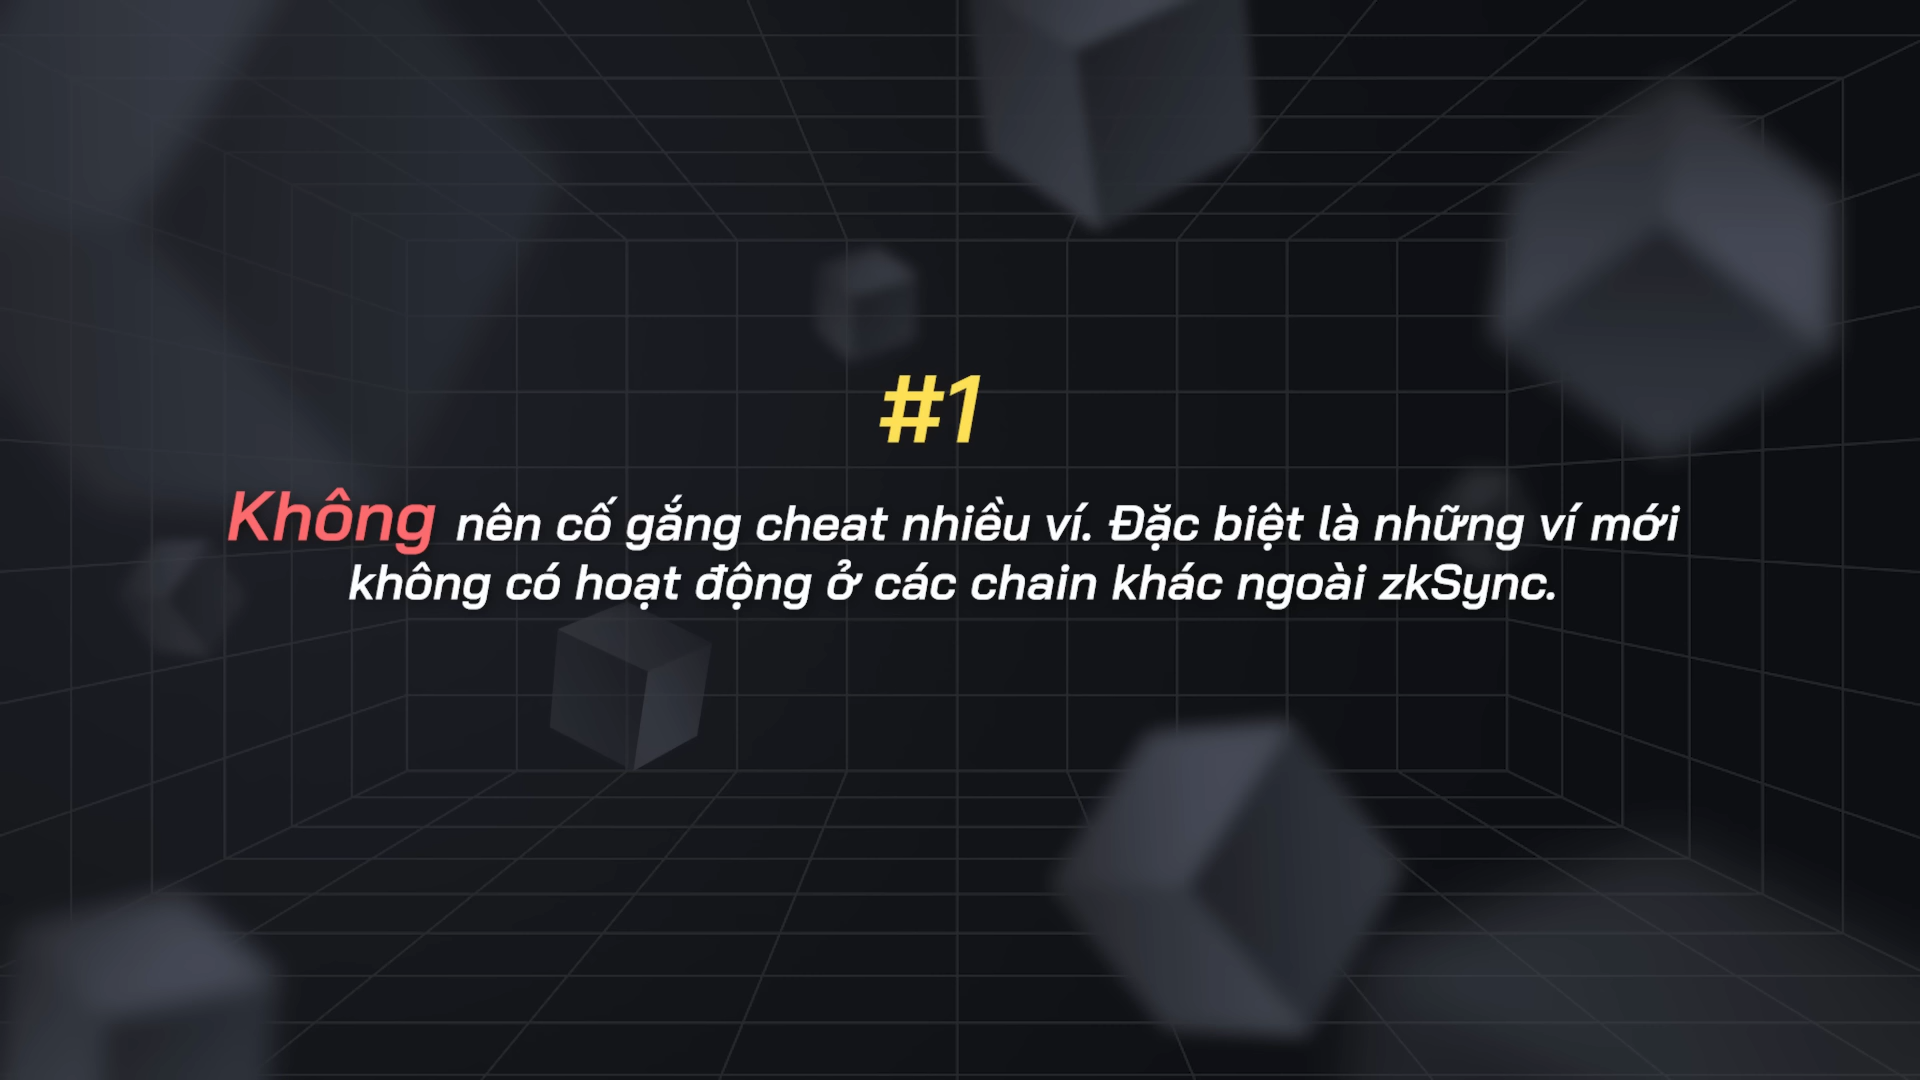 #1
Không nên cố gắng cheat nhiều ví. Đặc biệt là những ví mới
không có hoạt động ở các chain khác ngoài zkSync.